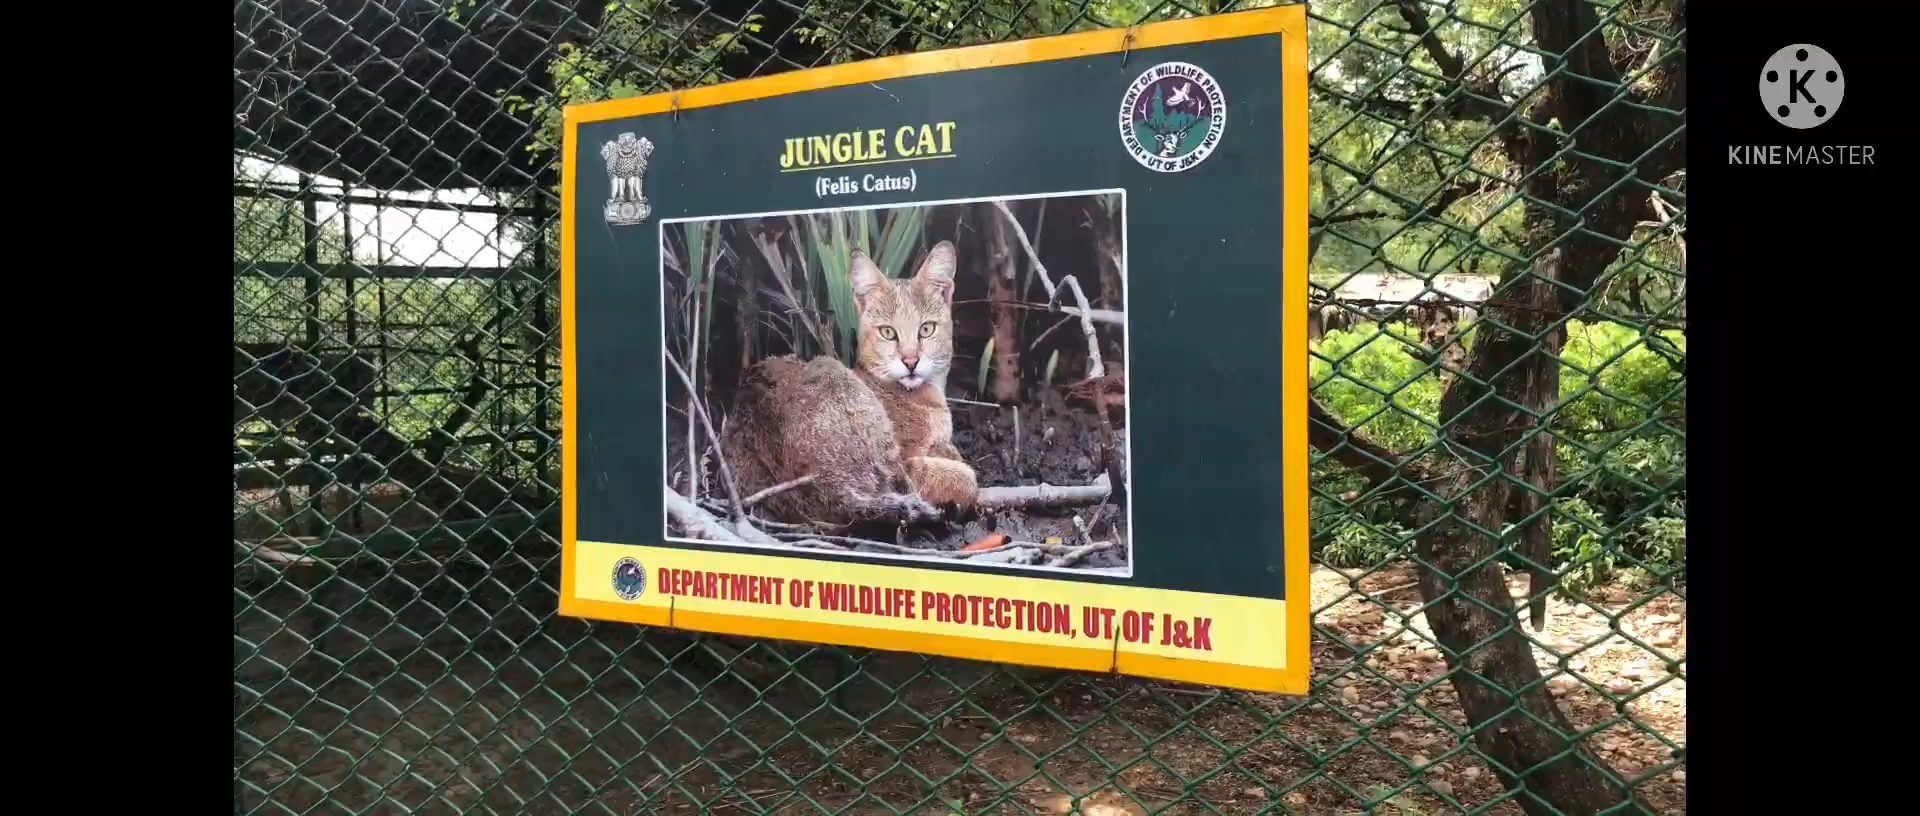 JUNGLE CAT
(Felis Catus)
DEPARTMENT OF WILDLIFE PROTECTION
UT OF J&K
DEPARTMENT OF WILDLIFE PROTECTION, UT OF J&K
K
KINEMASTER